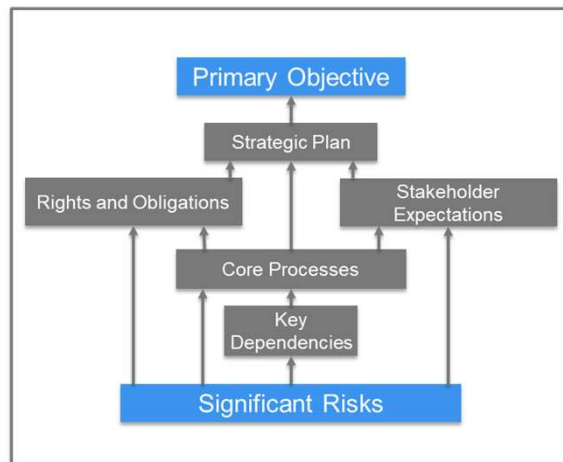 Primary Objective
Strategic Plan
Rights and Obligations
Stakeholder
Expectations
Core Processes
Key
Dependencies
Significant Risks